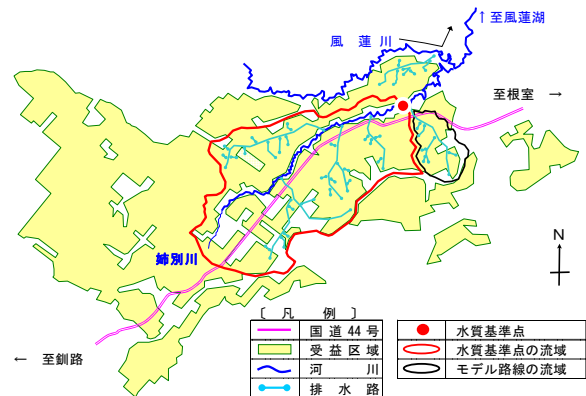 ↑至風蓮湖
風 蓮 川
至根室 →
姉別川
N
← 至釧路
〔 凡 例 〕
国道44号
受益区域
河 川
排水路
水質基準点
水質基準点の流域
モデル路線の流域